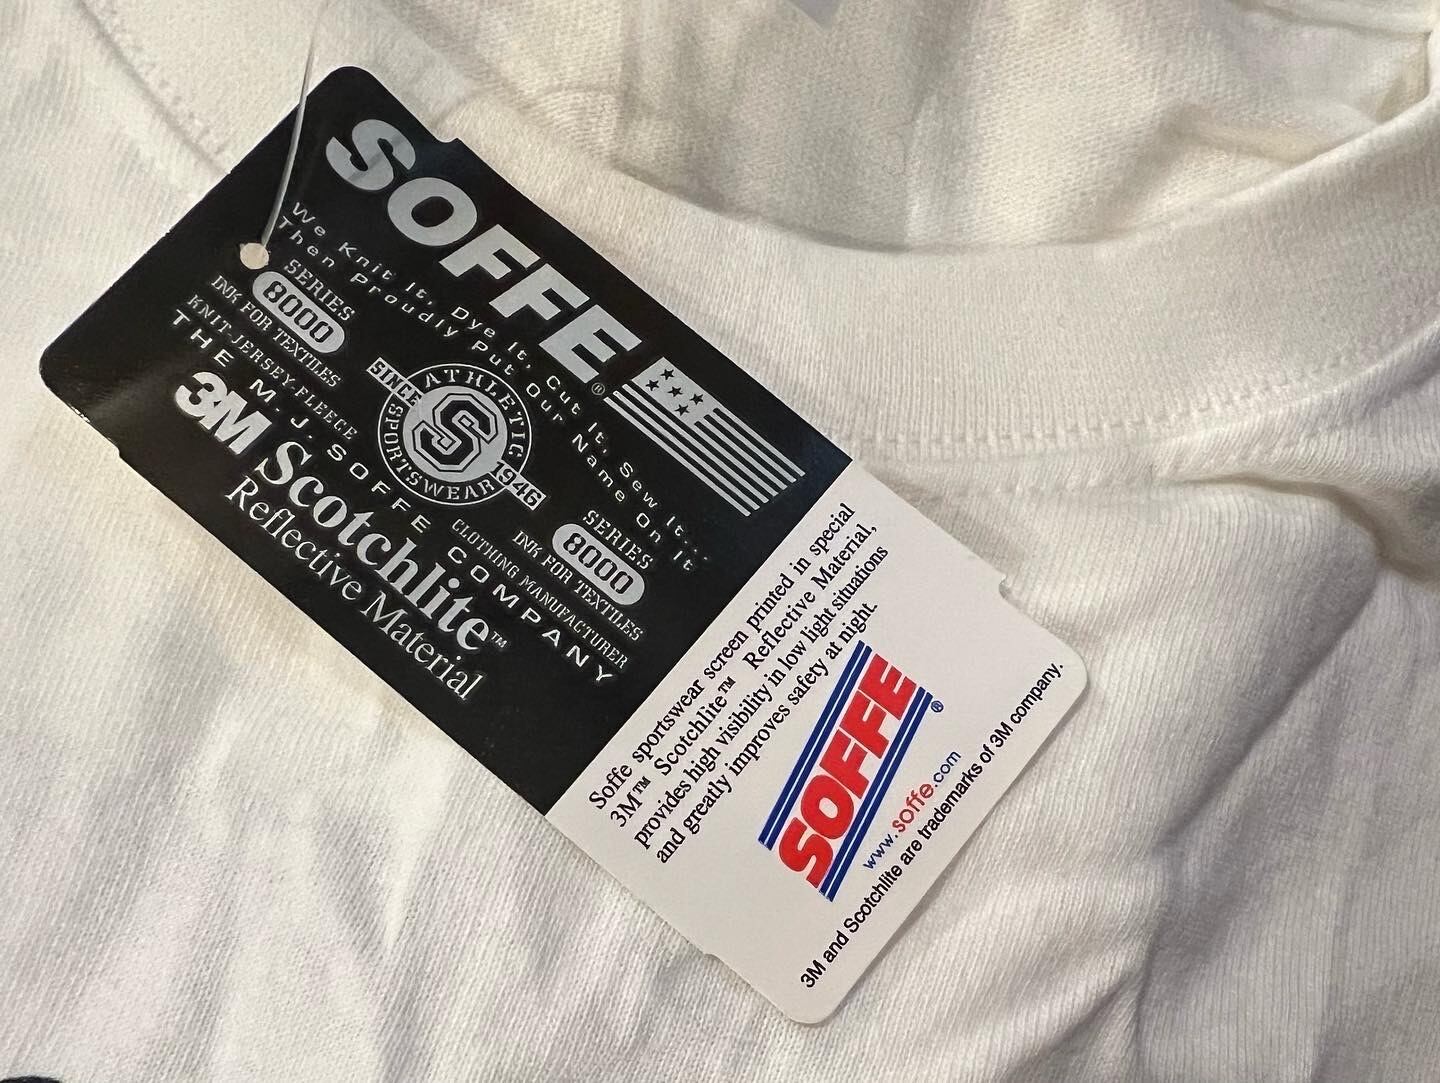 SOFFE®
We Knit It, Dye It, Cut It, Sew It...
Then Proudly Put Our Name On It
SERIES
8000
INK FOR TEXTILES
KNIT-JERSEY-FLEECE
SINCE
ATHLETIC
S
SPORTSWEAR
1946
SERIES
8000
INK FOR TEXTILES
CLOTHING MANUFACTURER
THE M.J. SOFFE COMPANY
3M Scotchlite™
Reflective Material
Soffe sportswear screen printed in special
3M™ Scotchlite™ Reflective Material,
provides high visibility in low light situations
and greatly improves safety at night.
SOFFE®
www.soffe.com
3M and Scotchlite are trademarks of 3M company.